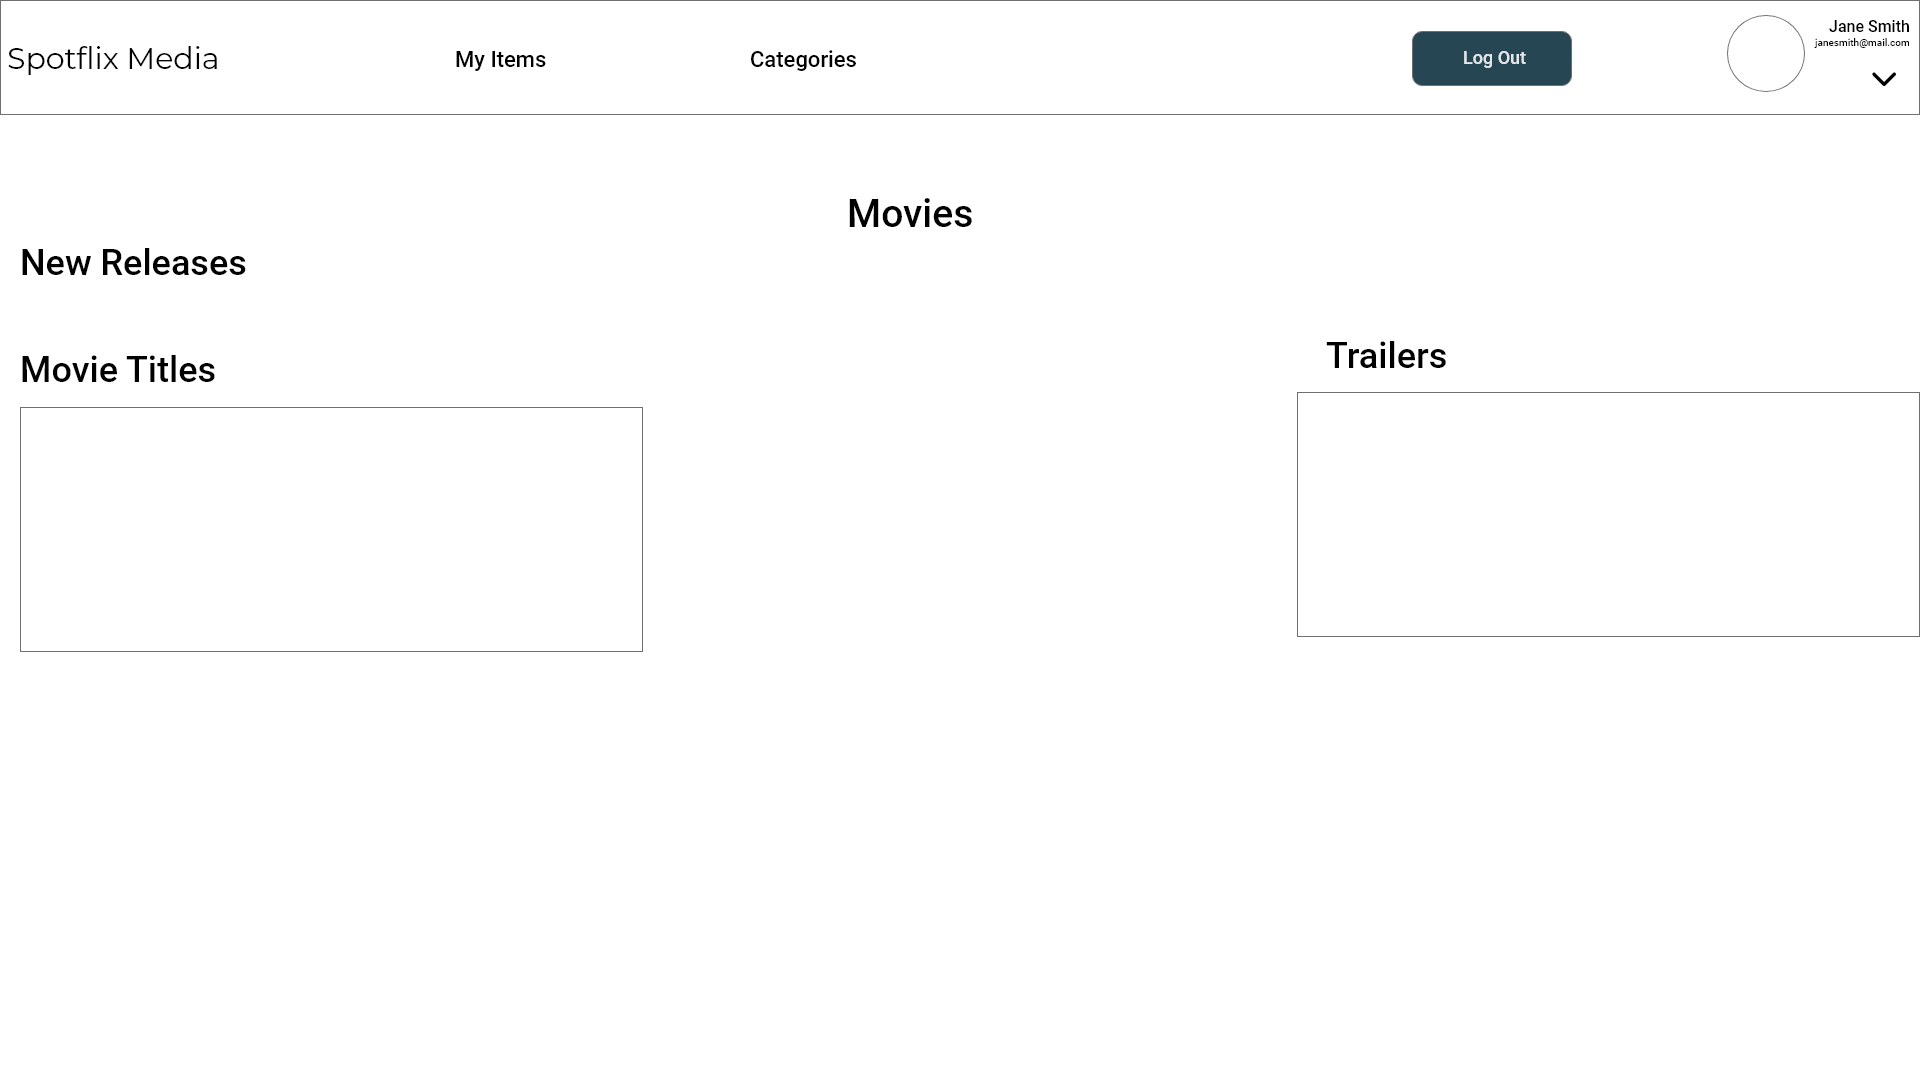 Spotflix Media
My Items
Categories
Log Out
Jane Smith
janesmith@mail.com
Movies
New Releases
Movie Titles
Trailers